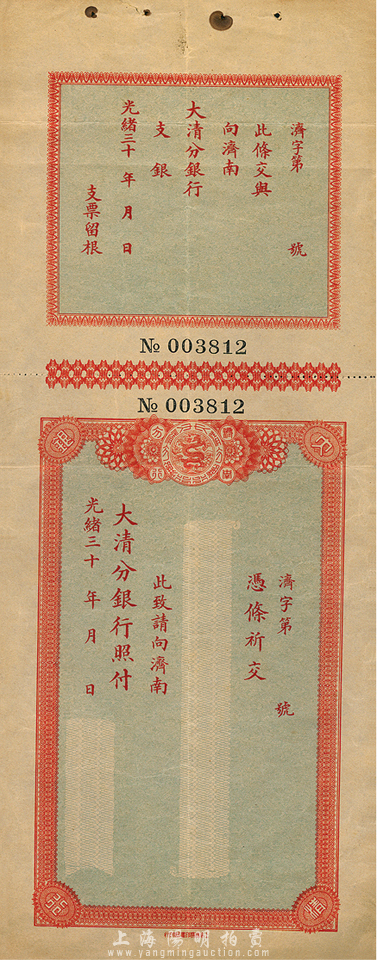 濟字第　號
此條交與
向濟南
大清分銀行
支銀
光緒三十　年　月　日
支票留根
№ 003812
№ 003812
濟字第　號
憑條祈交
此致請向濟南
大清分銀行照付
光緒三十　年　月　日
上海陽明拍賣
www.yangmingauction.com